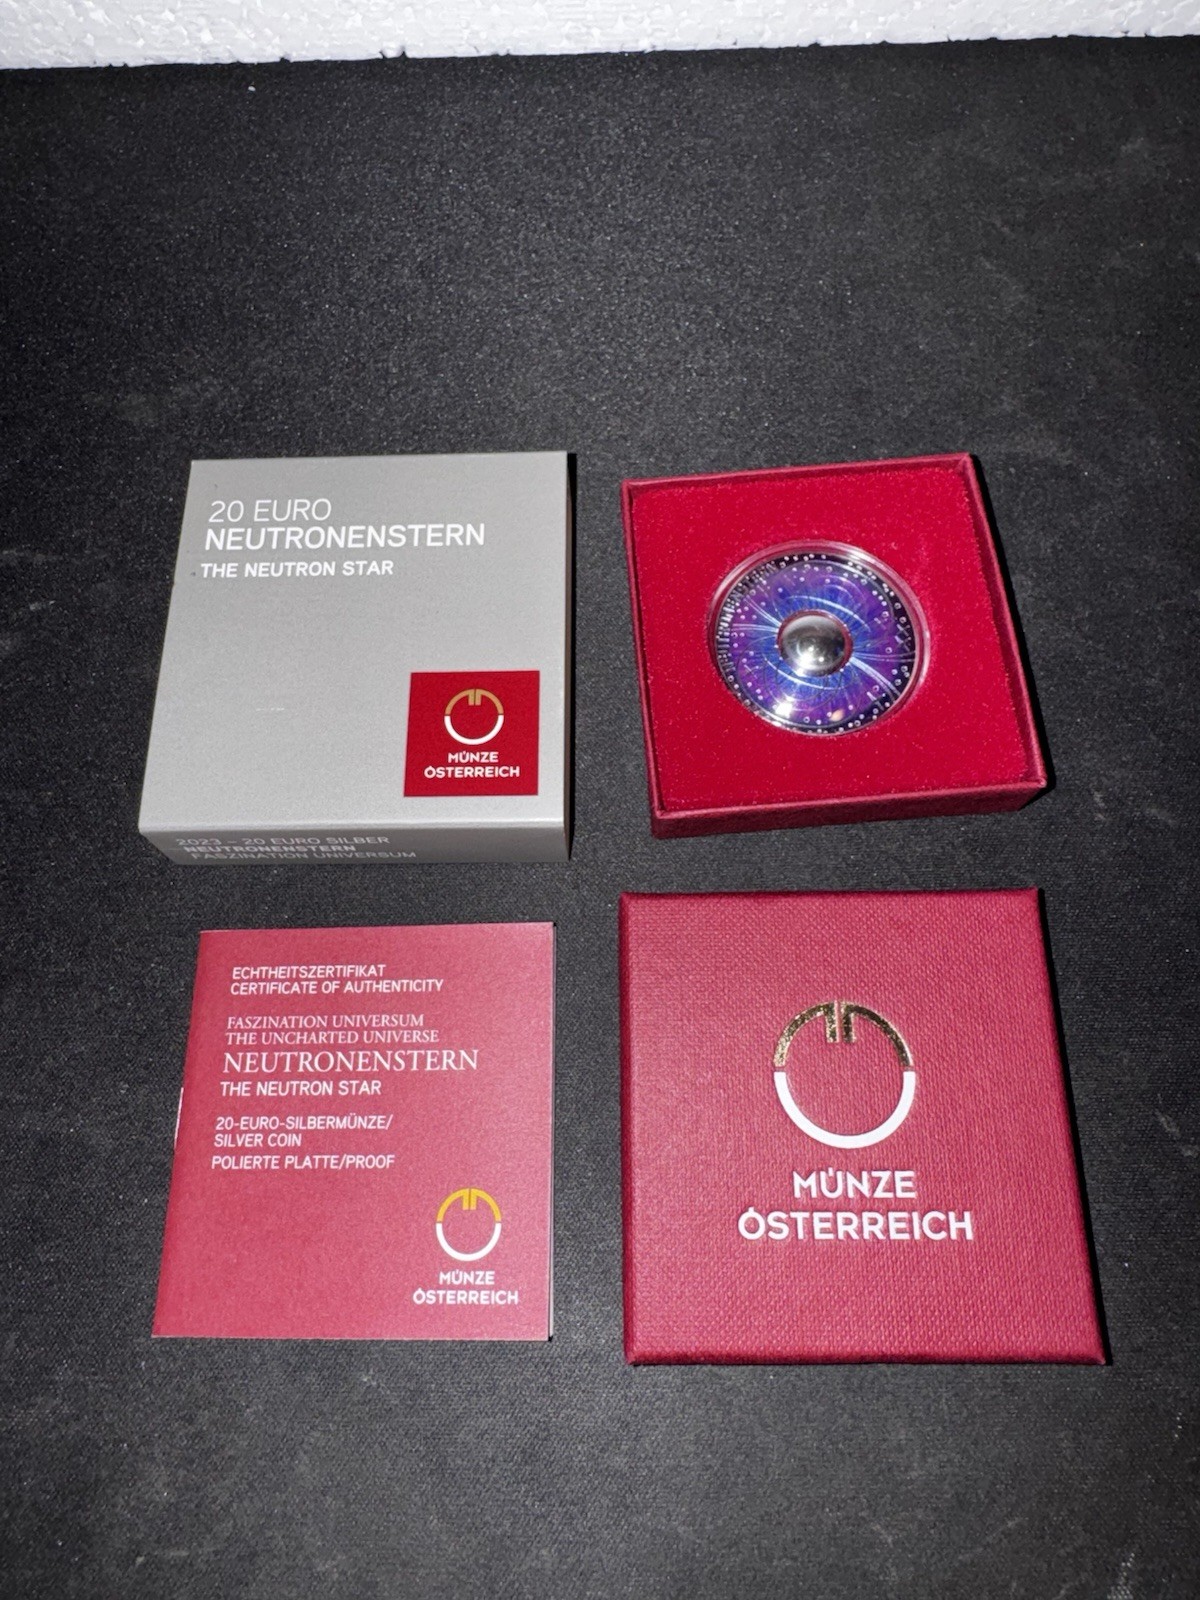 20 EURO
NEUTRONENSTERN
THE NEUTRON STAR
MÜNZE
ÖSTERREICH
2023 20 EURO SILBER
NEUTRONENSTERN
FASZINATION UNIVERSUM
ECHTHEITSZERTIFIKAT
CERTIFICATE OF AUTHENTICITY
FASZINATION UNIVERSUM
THE UNCHARTED UNIVERSE
NEUTRONENSTERN
THE NEUTRON STAR
20-EURO-SILBERMÜNZE/
SILVER COIN
POLIERTE PLATTE/PROOF
MÜNZE
ÖSTERREICH
MÜNZE
ÖSTERREICH